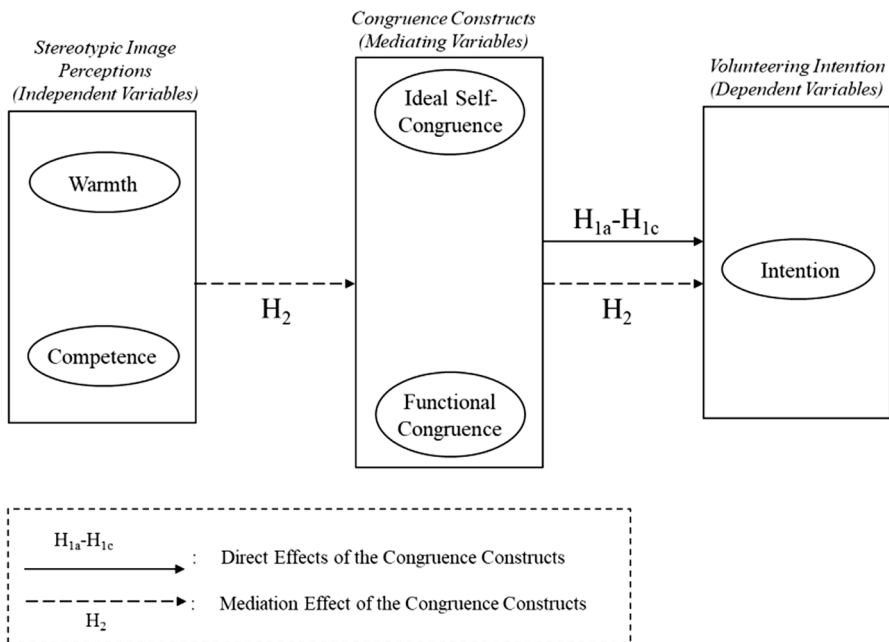 Stereotypic Image
Perceptions
(Independent Variables)
Warmth
Competence
H2
Congruence Constructs
(Mediating Variables)
Ideal Self-
Congruence
Functional
Congruence
H1a-H1c
H2
Volunteering Intention
(Dependent Variables)
Intention
H1a-H1c
: Direct Effects of the Congruence Constructs
: Mediation Effect of the Congruence Constructs
H2